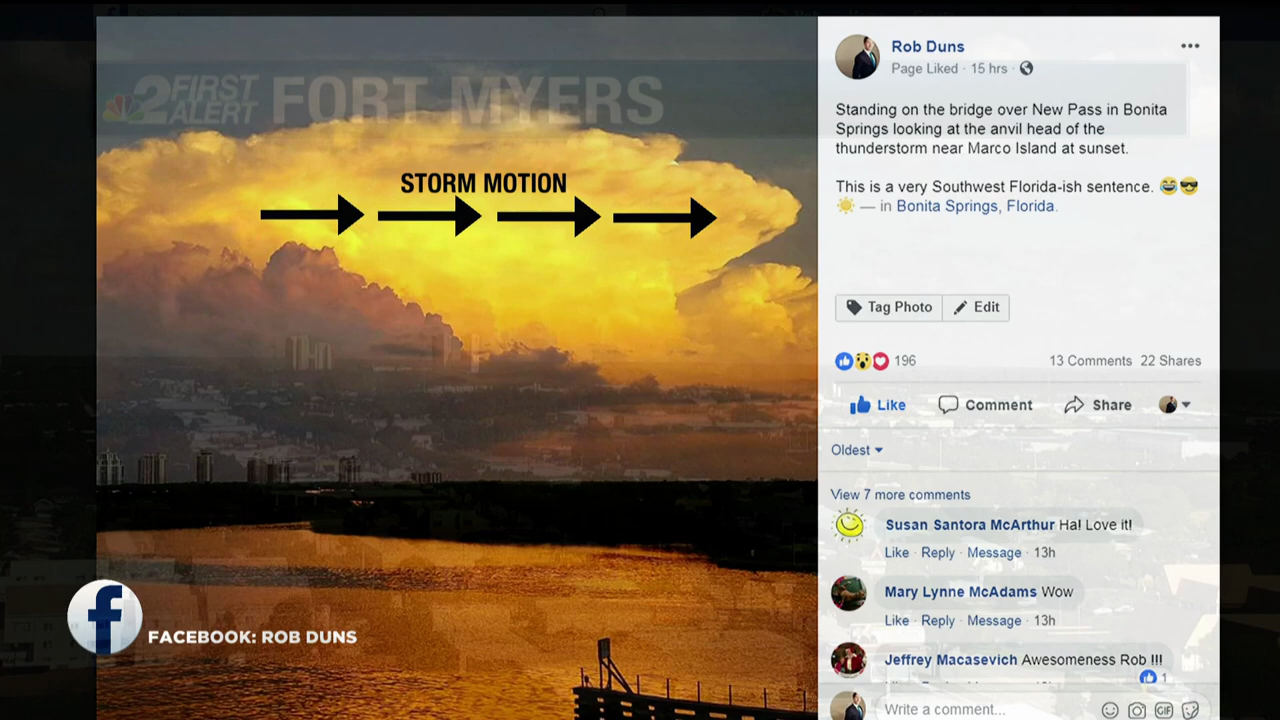 2 FIRST ALERT
FORT MYERS
STORM MOTION
FACEBOOK: ROB DUNS
Rob Duns
Page Liked · 15 hrs ·
Standing on the bridge over New Pass in Bonita
Springs looking at the anvil head of the
thunderstorm near Marco Island at sunset.
This is a very Southwest Florida-ish sentence. 😂😎
☀️ — in Bonita Springs, Florida.
Tag Photo Edit
196 13 Comments 22 Shares
Like Comment Share
Oldest
View 7 more comments
Susan Santora McArthur Ha! Love it!
Like · Reply · Message · 13h
Mary Lynne McAdams Wow
Like · Reply · Message · 13h
Jeffrey Macasevich Awesomeness Rob !!!
1
Write a comment...
GIF